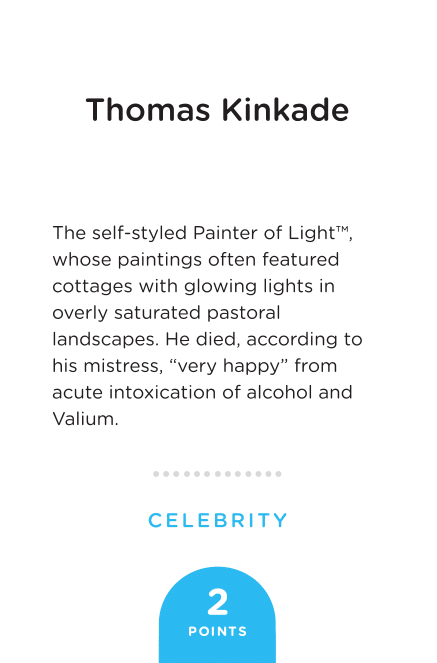 Thomas Kinkade
The self-styled Painter of Light™,
whose paintings often featured
cottages with glowing lights in
overly saturated pastoral
landscapes. He died, according to
his mistress, “very happy” from
acute intoxication of alcohol and
Valium.
CELEBRITY
2
POINTS